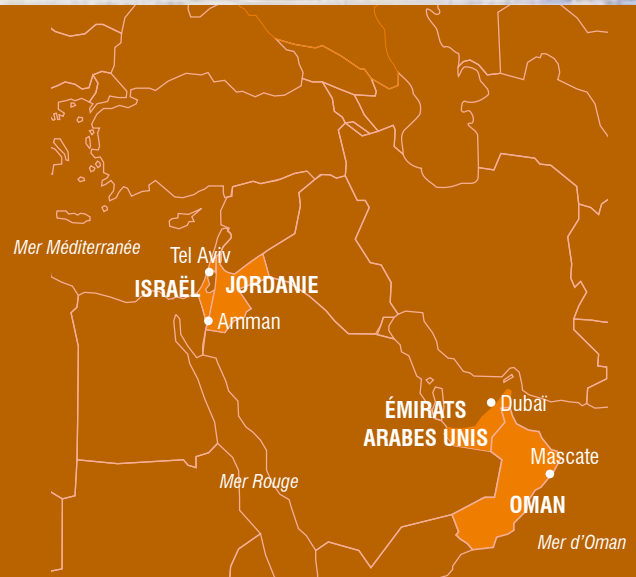 Mer Méditerranée
Tel Aviv
ISRAËL
JORDANIE
Amman
ÉMIRATS
ARABES UNIS
Dubaï
Mascate
Mer Rouge
OMAN
Mer d'Oman